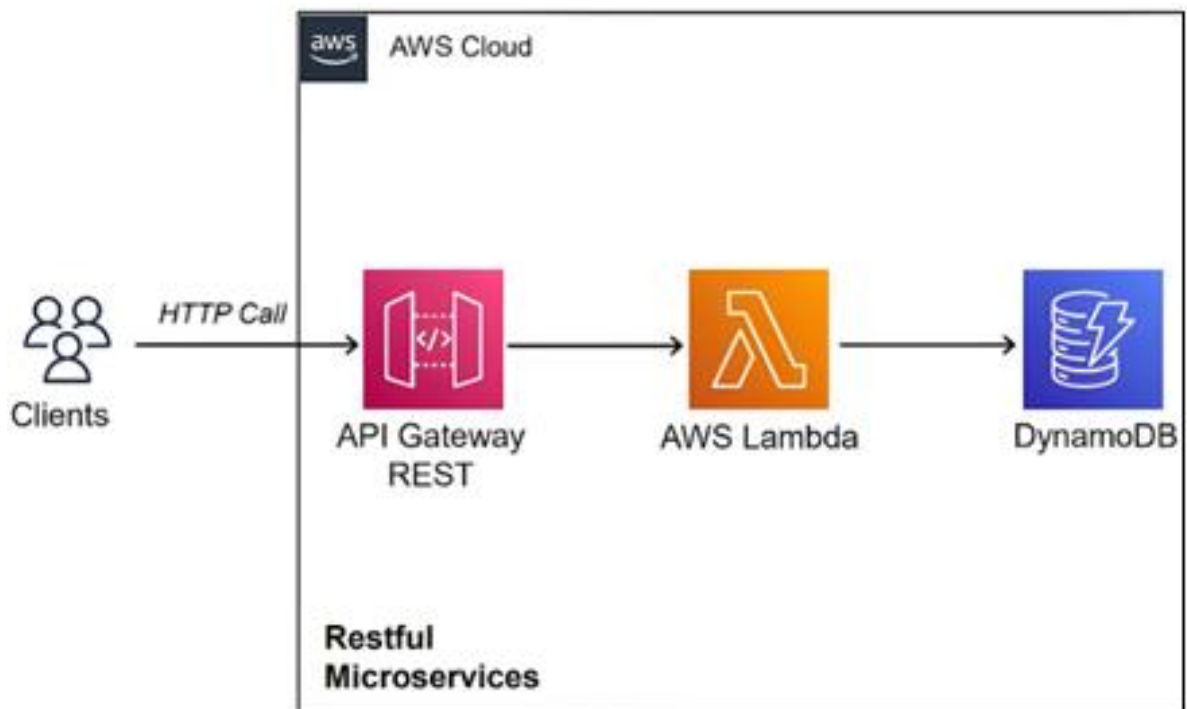 aws
AWS Cloud
HTTP Call
</>
Clients
API Gateway
REST
AWS Lambda
DynamoDB
Restful
Microservices